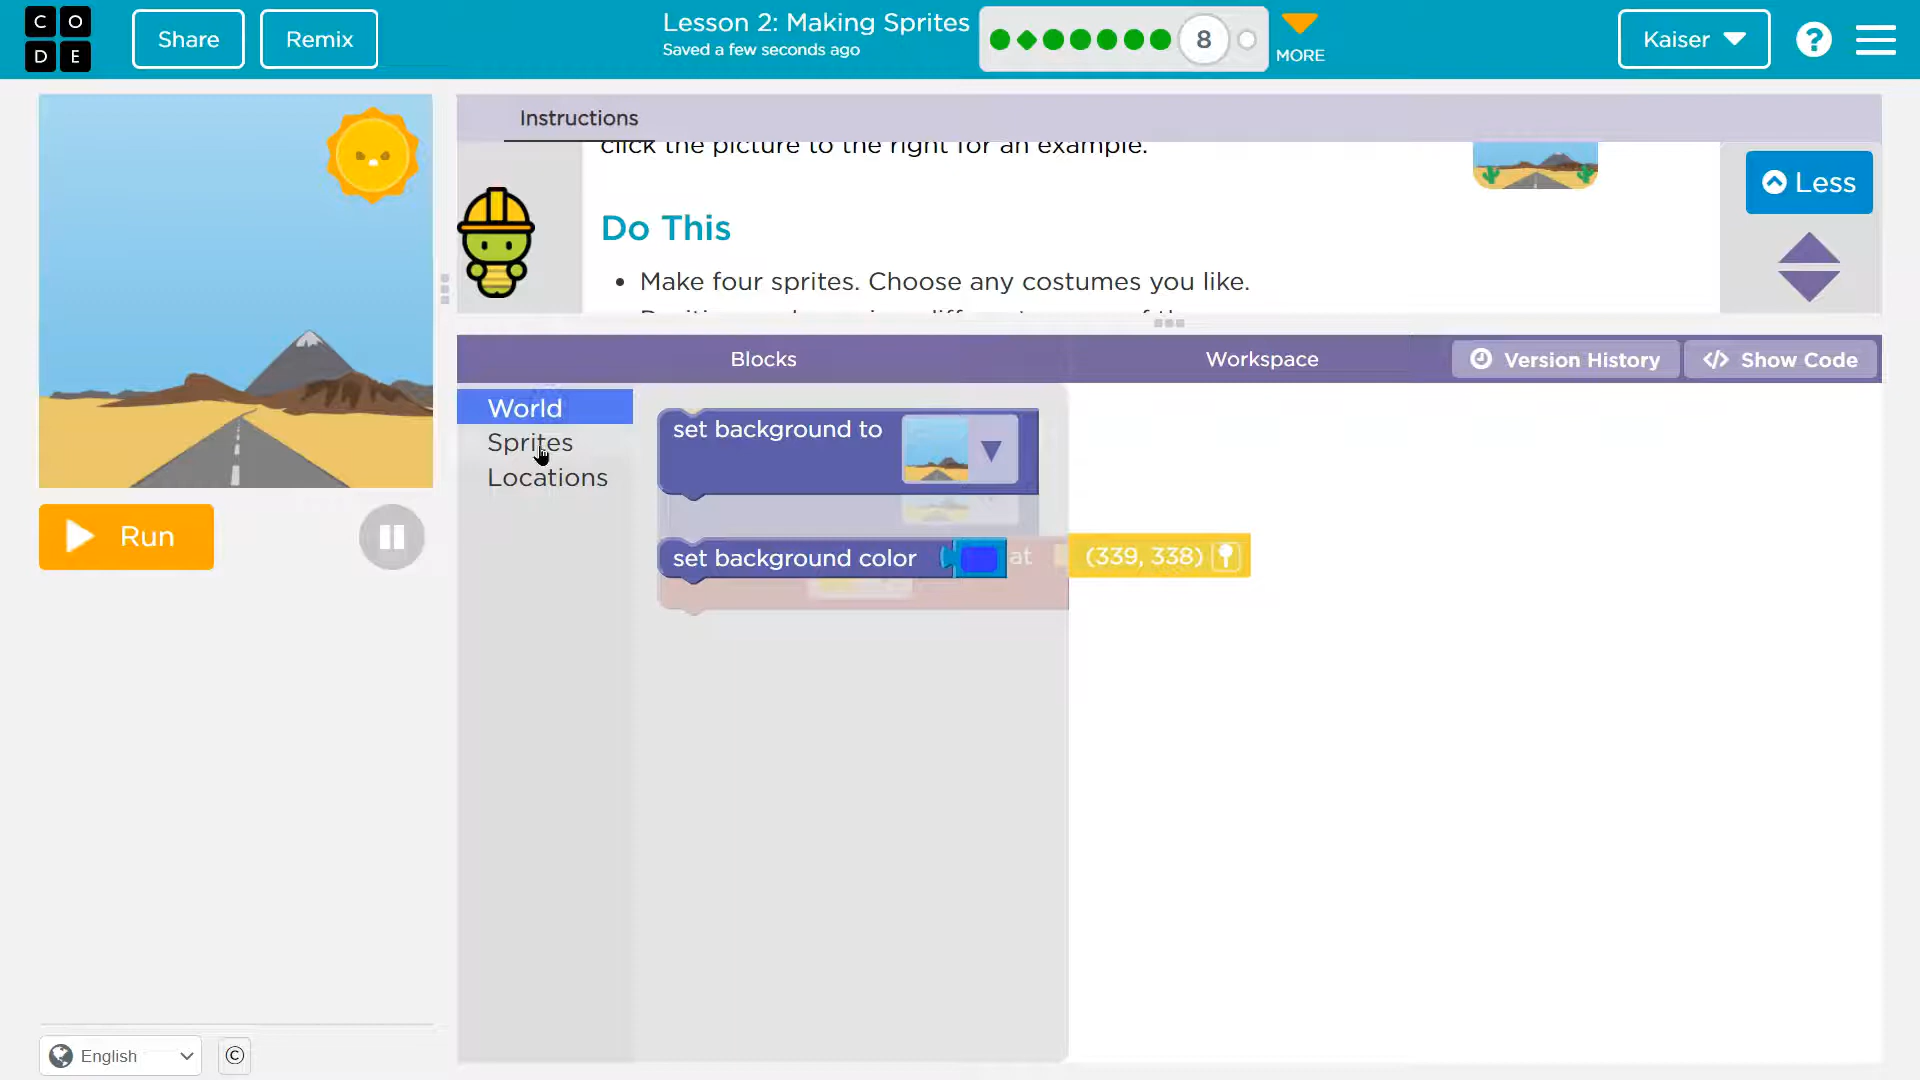 C O
D E
Share
Remix
Lesson 2: Making Sprites
Saved a few seconds ago
8
MORE
Kaiser
?
Instructions
click the picture to the right for an example.
Less
Do This
• Make four sprites. Choose any costumes you like.
Blocks
Workspace
Version History
</> Show Code
World
Sprites
Locations
set background to
set background color
at
(339, 338)
Run
English
©